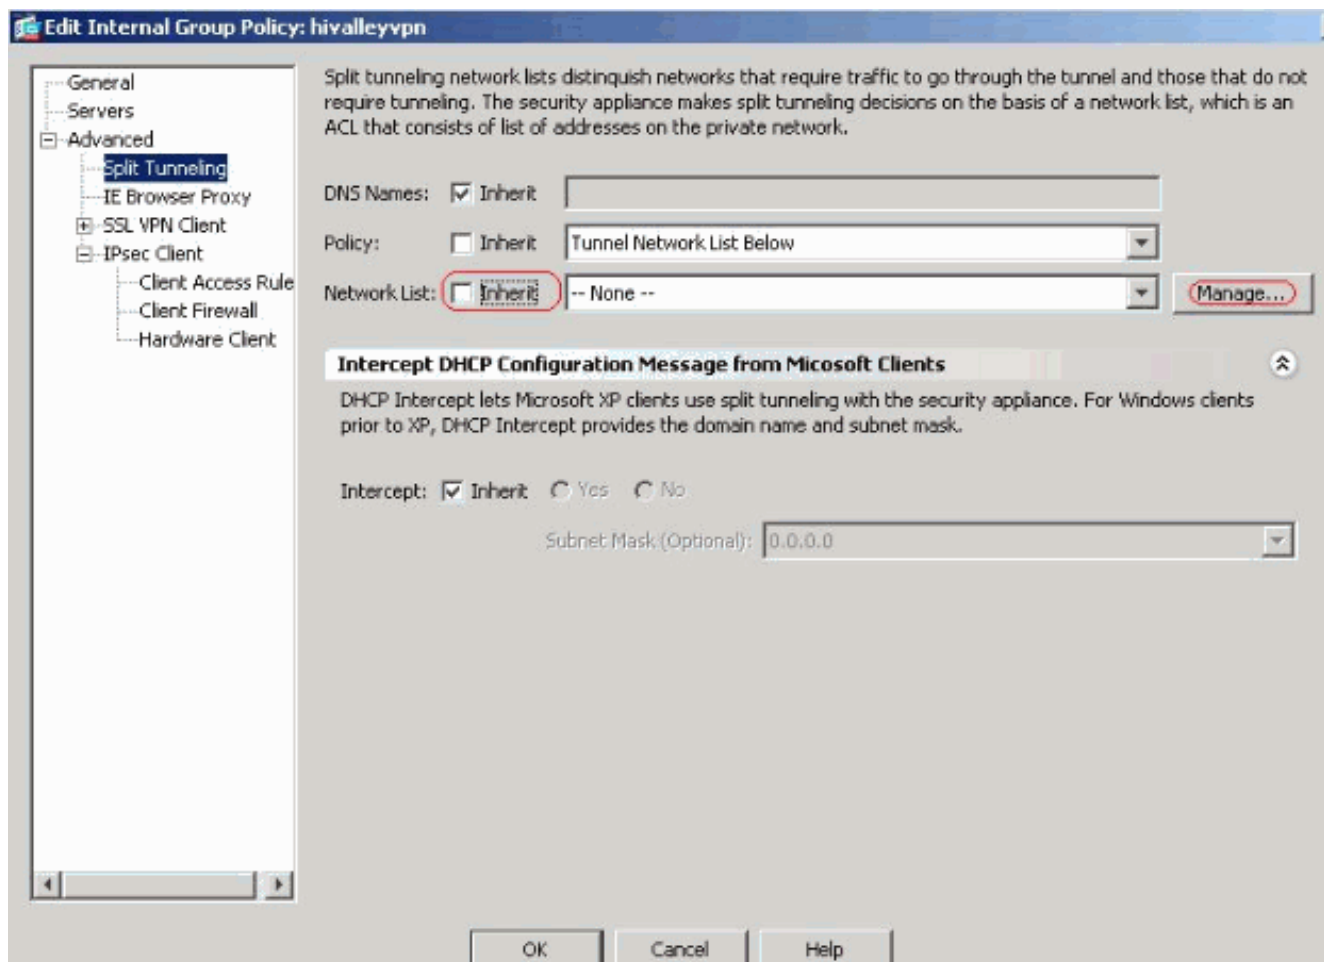 Edit Internal Group Policy: hivalleyvpn
General
Servers
Advanced
Split Tunneling
IE Browser Proxy
SSL VPN Client
IPsec Client
Client Access Rule
Client Firewall
Hardware Client
Split tunneling network lists distinquish networks that require traffic to go through the tunnel and those that do not
require tunneling. The security appliance makes split tunneling decisions on the basis of a network list, which is an
ACL that consists of list of addresses on the private network.
DNS Names: Inherit
Policy: Inherit Tunnel Network List Below
Network List: Inherit -- None -- Manage...
Intercept DHCP Configuration Message from Micosoft Clients
DHCP Intercept lets Microsoft XP clients use split tunneling with the security appliance. For Windows clients
prior to XP, DHCP Intercept provides the domain name and subnet mask.
Intercept: Inherit Yes No
Subnet Mask (Optional): 0.0.0.0
OK Cancel Help